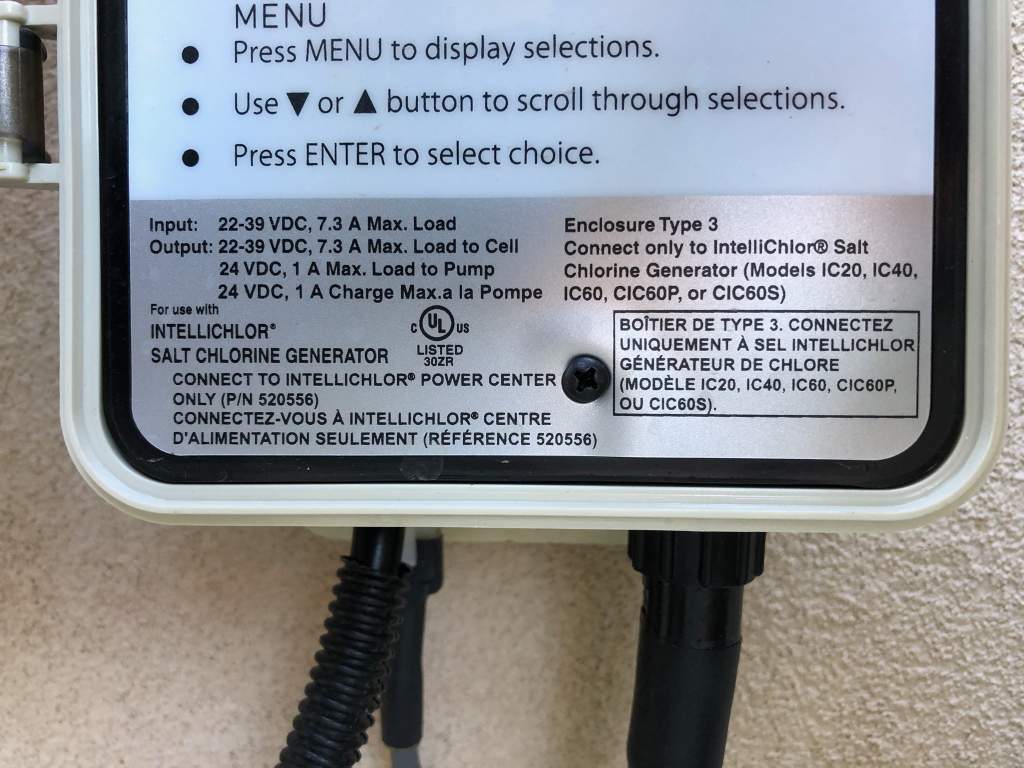 MENU
● Press MENU to display selections.
● Use ▼ or ▲ button to scroll through selections.
● Press ENTER to select choice.
Input: 22-39 VDC, 7.3 A Max. Load
Output: 22-39 VDC, 7.3 A Max. Load to Cell
24 VDC, 1 A Max. Load to Pump
24 VDC, 1 A Charge Max.a la Pompe
For use with
INTELLICHLOR®
SALT CHLORINE GENERATOR
C UL US
LISTED
30ZR
CONNECT TO INTELLICHLOR® POWER CENTER
ONLY (P/N 520556)
CONNECTEZ-VOUS À INTELLICHLOR® CENTRE
D'ALIMENTATION SEULEMENT (RÉFÉRENCE 520556)
Enclosure Type 3
Connect only to IntelliChlor® Salt
Chlorine Generator (Models IC20, IC40,
IC60, CIC60P, or CIC60S)
BOÎTIER DE TYPE 3. CONNECTEZ
UNIQUEMENT À SEL INTELLICHLOR
GÉNÉRATEUR DE CHLORE
(MODÈLE IC20, IC40, IC60, CIC60P,
OU CIC60S).